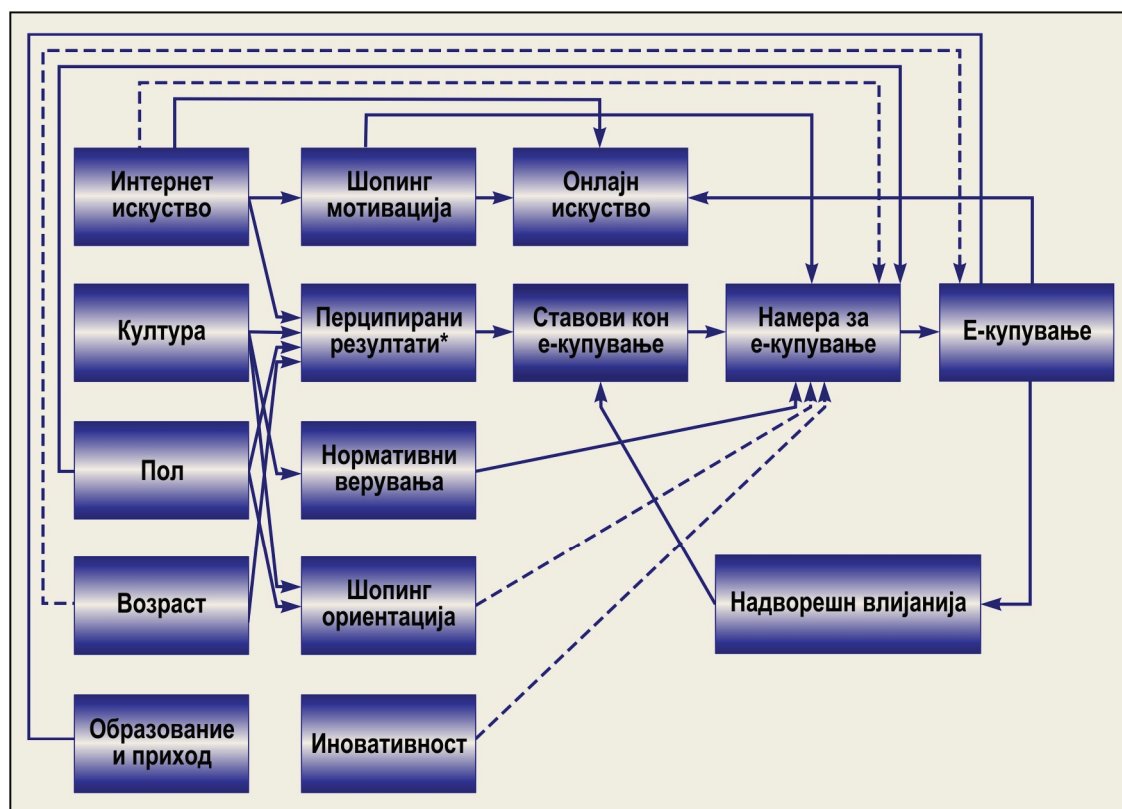 Интернет
искуство
Шопинг
мотивација
Онлајн
искуство
Култура
Перципирани
резултати*
Ставови кон
е-купување
Намера за
е-купување
Е-купување
Пол
Нормативни
верувања
Возраст
Шопинг
ориентација
Надворешн влијанија
Образование
и приход
Иновативност